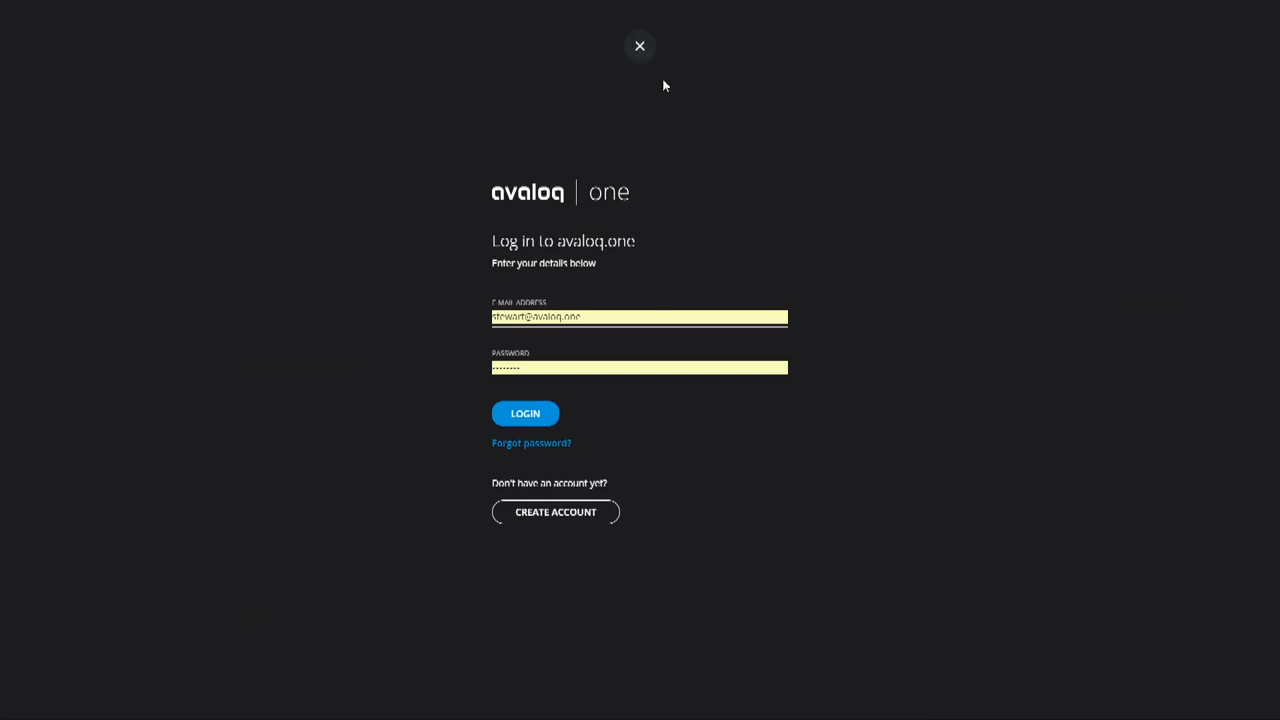 avaloq | one
Log in to avaloq.one
Enter your details below
E-MAIL ADDRESS
stewart@avaloq.one
PASSWORD
--------
LOGIN
Forgot password?
Don't have an account yet?
CREATE ACCOUNT